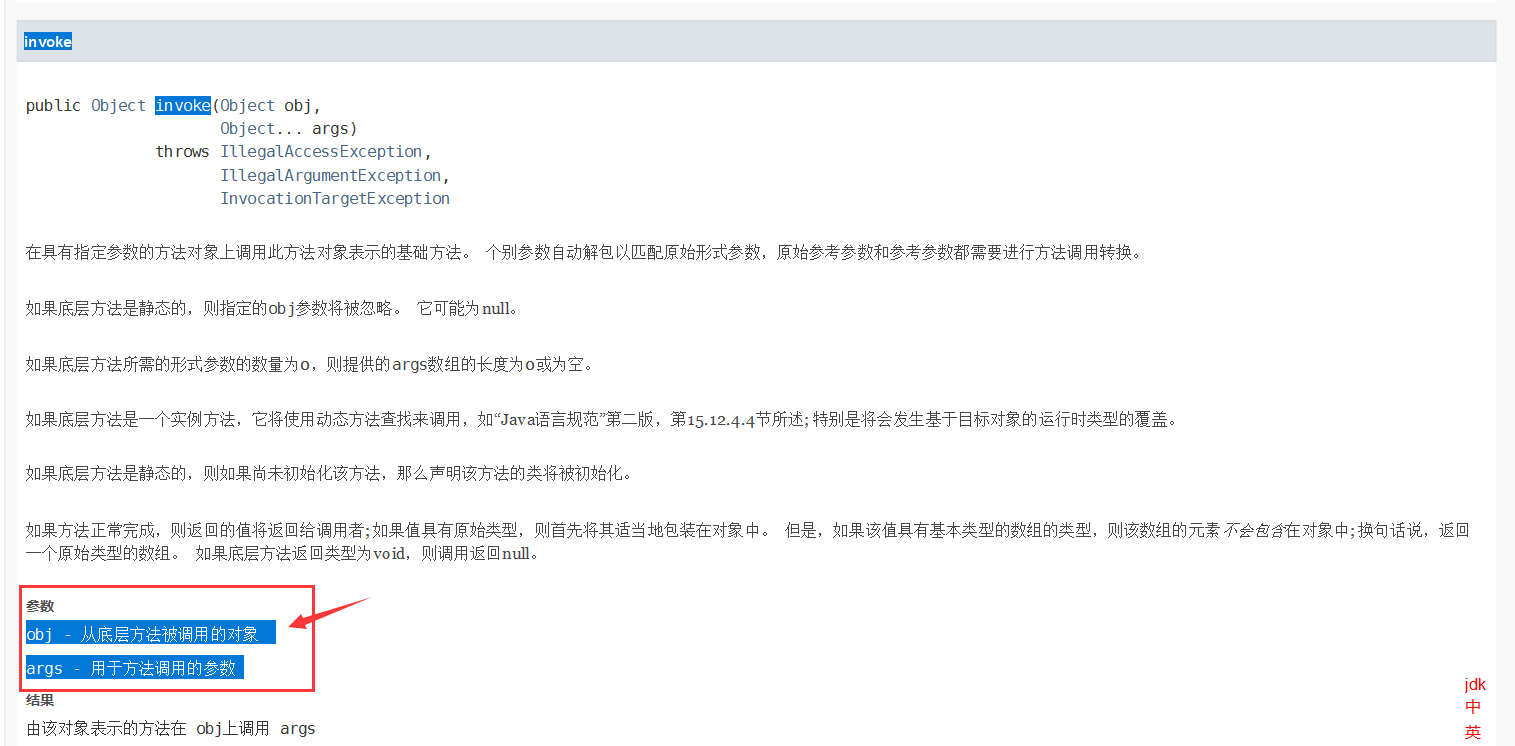 invoke
public Object invoke(Object obj,
Object... args)
throws IllegalAccessException,
IllegalArgumentException,
InvocationTargetException
在具有指定参数的方法对象上调用此方法对象表示的基础方法。 个别参数自动解包以匹配原始形式参数，原始参考参数和参考参数都需要进行方法调用转换。
如果底层方法是静态的，则指定的obj参数将被忽略。 它可能为null。
如果底层方法所需的形式参数的数量为0，则提供的args数组的长度为0或为空。
如果底层方法是一个实例方法，它将使用动态方法查找来调用，如“Java语言规范”第二版，第15.12.4.4节所述; 特别是将会发生基于目标对象的运行时类型的覆盖。
如果底层方法是静态的，则如果尚未初始化该方法，那么声明该方法的类将被初始化。
如果方法正常完成，则返回的值将返回给调用者; 如果值具有原始类型，则首先将其适当地包装在对象中。 但是，如果该值具有基本类型的数组的类型，则该数组的元素不会包含在对象中; 换句话说，返回
一个原始类型的数组。 如果底层方法返回类型为void，则调用返回null。
参数
obj - 从底层方法被调用的对象
args - 用于方法调用的参数
结果
由该对象表示的方法在 obj上调用 args
jdk
中
英